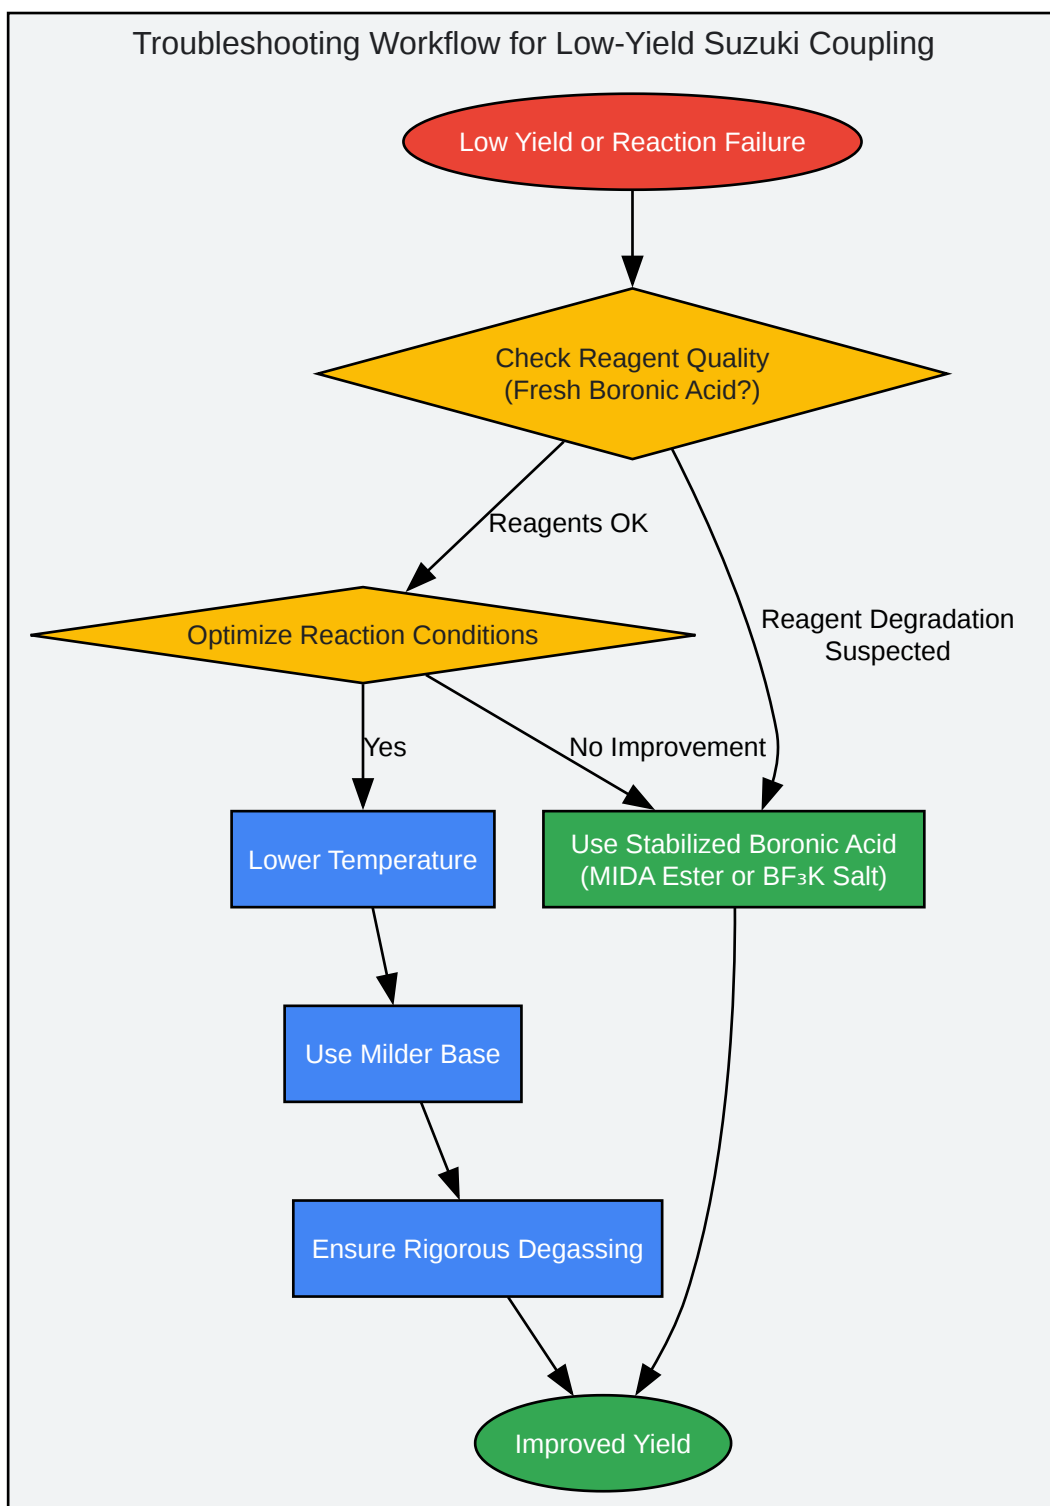 Troubleshooting Workflow for Low-Yield Suzuki Coupling
Low Yield or Reaction Failure
Check Reagent Quality
(Fresh Boronic Acid?)
Reagents OK
Reagent Degradation
Suspected
Optimize Reaction Conditions
Yes
No Improvement
Lower Temperature
Use Stabilized Boronic Acid
(MIDA Ester or BF₃K Salt)
Use Milder Base
Ensure Rigorous Degassing
Improved Yield